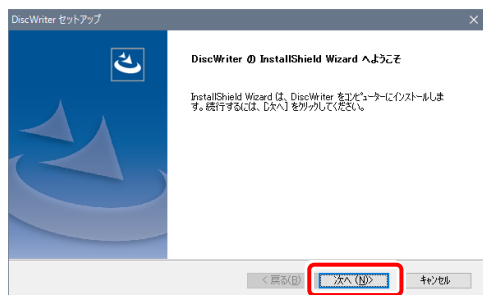 DiscWriter セットアップ
DiscWriter の InstallShield Wizard へようこそ
InstallShield Wizard は、DiscWriter をコンピューターにインストールしま
す。続行するには、[次へ] をクリックしてください。
< 戻る(B)
次へ(N)>
キャンセル